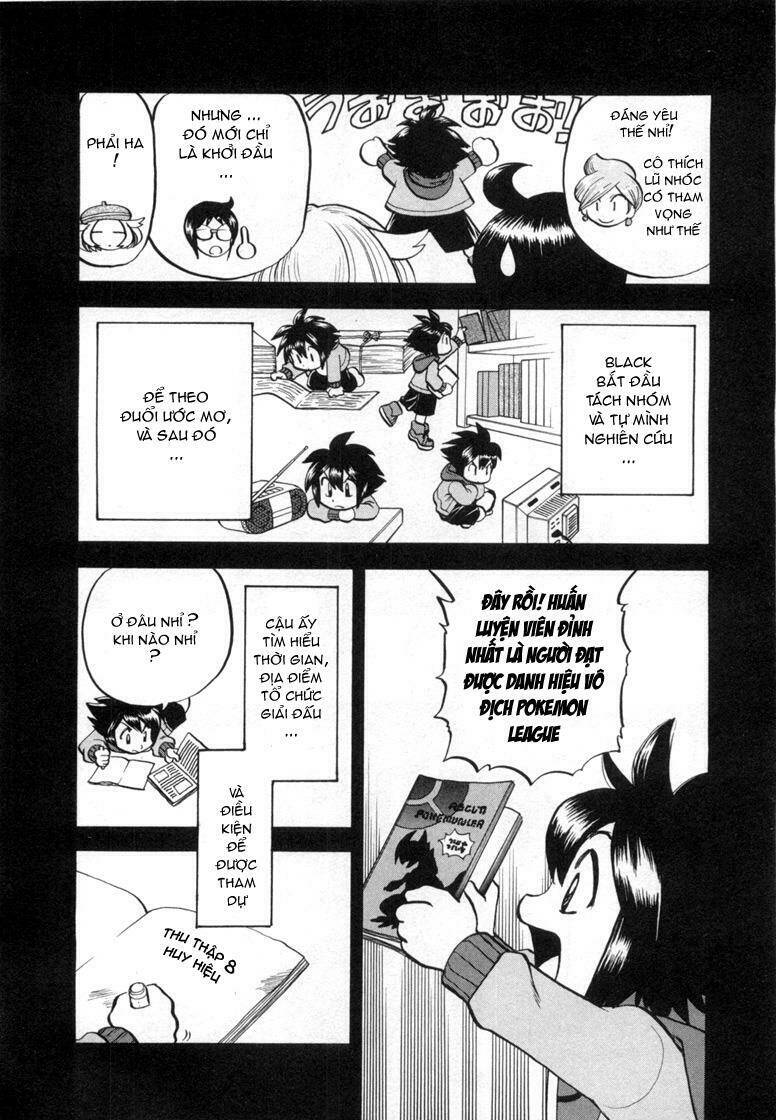 ĐÁNG YÊU
THẾ NHỈ!
CÔ THÍCH
LŨ NHÓC
CÓ THAM
VỌNG
NHƯ THẾ
うおおおおお!!
NHƯNG ...
ĐÓ MỚI CHỈ
LÀ KHỞI ĐẦU
...
PHẢI HA
!
BLACK
BẮT ĐẦU
TÁCH NHÓM
VÀ TỰ MÌNH
NGHIÊN CỨU
...
ĐỂ THEO
ĐUỔI ƯỚC MƠ,
VÀ SAU ĐÓ
...
ĐÂY RỒI! HUẤN
LUYỆN VIÊN ĐỈNH
NHẤT LÀ NGƯỜI ĐẠT
ĐƯỢC DANH HIỆU VÔ
ĐỊCH POKEMON
LEAGUE
CẬU ẤY
TÌM HIỂU
THỜI GIAN,
ĐỊA ĐIỂM
TỔ CHỨC
GIẢI ĐẤU
...
Ở ĐÂU NHỈ ?
KHI NÀO NHỈ
?
VÀ
ĐIỀU
KIỆN
ĐỂ
ĐƯỢC
THAM
DỰ
THU THẬP 8
HUY HIỆU